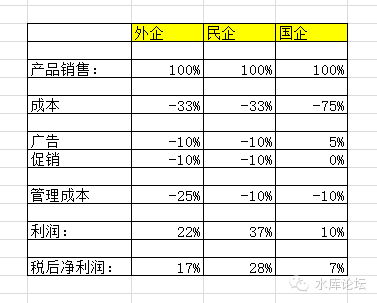 外企 民企 国企
产品销售： 100% 100% 100%
成本 -33% -33% -75%
广告 -10% -10% 5%
促销 -10% -10% 0%
管理成本 -25% -10% -10%
利润： 22% 37% 10%
税后净利润： 17% 28% 7%
水库论坛